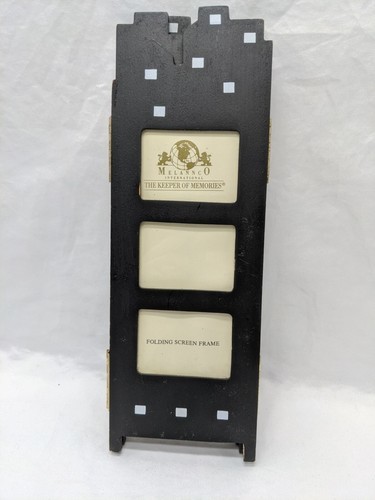 MELANNCO
INTERNATIONAL
THE KEEPER OF MEMORIES®
FOLDING SCREEN FRAME